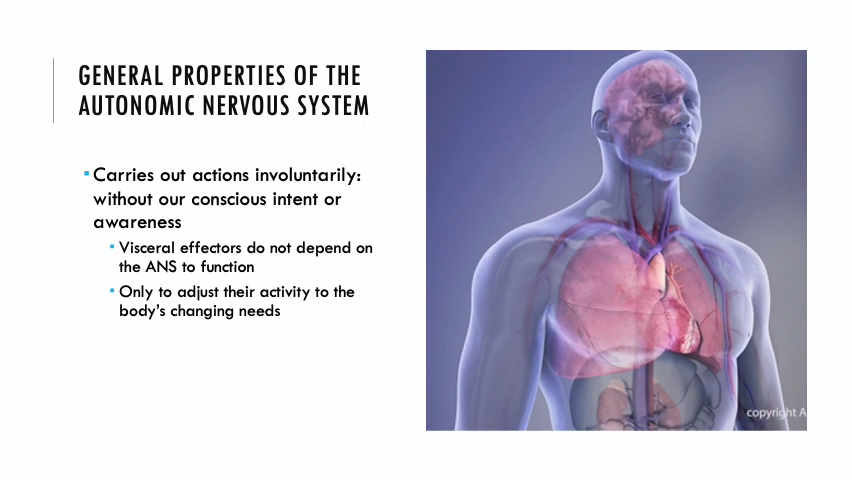 GENERAL PROPERTIES OF THE
AUTONOMIC NERVOUS SYSTEM
▪Carries out actions involuntarily:
without our conscious intent or
awareness
▪Visceral effectors do not depend on
the ANS to function
▪Only to adjust their activity to the
body's changing needs
copyright A